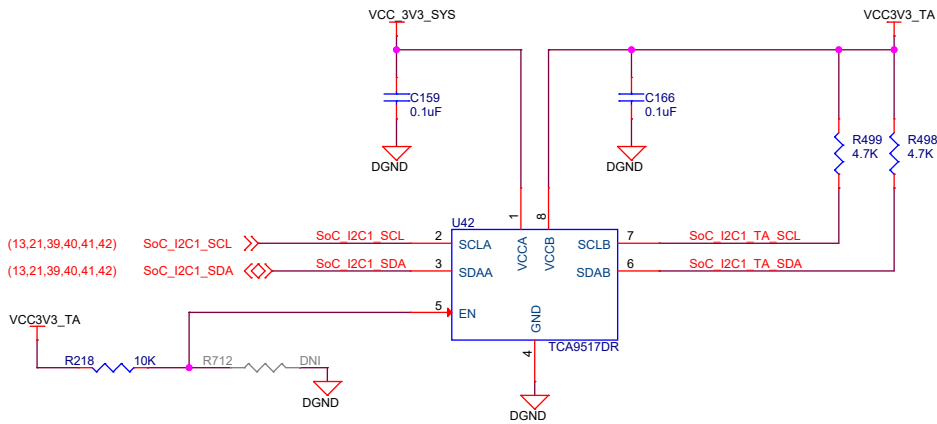 VCC_3V3_SYS
VCC3V3_TA
C159
0.1uF
C166
0.1uF
R499
4.7K
R498
4.7K
DGND
DGND
U42
1
8
(13,21,39,40,41,42)
SoC_I2C1_SCL
SoC_I2C1_SCL
2
SCLA
VCCA
VCCB
SCLB
7
SoC_I2C1_TA_SCL
(13,21,39,40,41,42)
SoC_I2C1_SDA
SoC_I2C1_SDA
3
SDAA
SDAB
6
SoC_I2C1_TA_SDA
5
EN
GND
VCC3V3_TA
4
TCA9517DR
R218
10K
R712
DNI
DGND
DGND